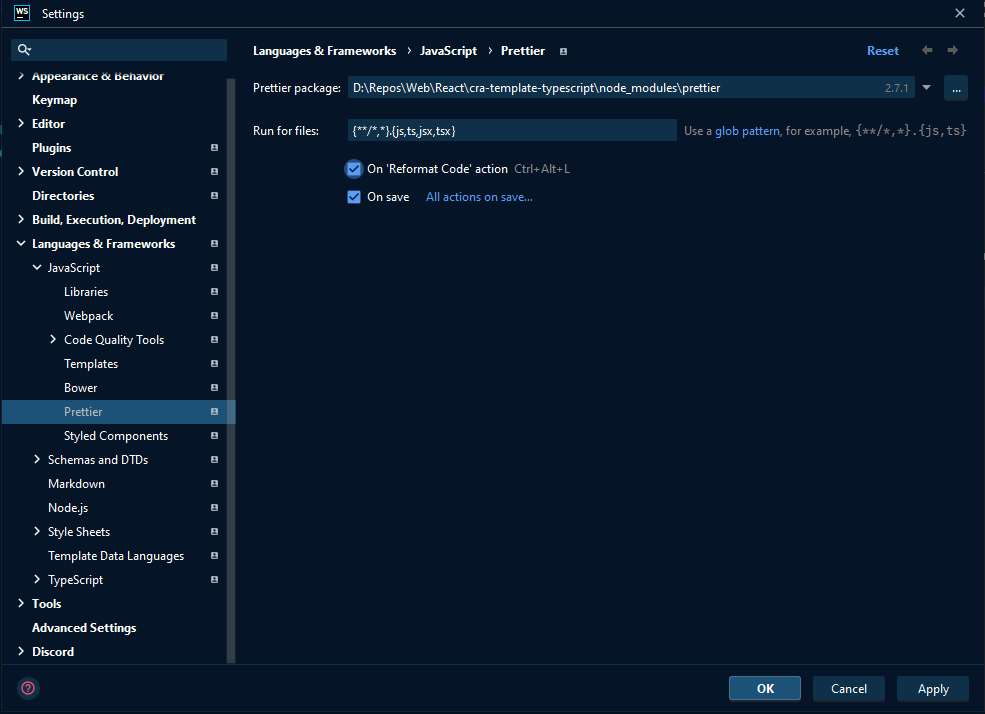 WS Settings
Languages & Frameworks › JavaScript › Prettier Reset
Appearance & Behavior
Keymap
Editor
Plugins
Version Control
Directories
Build, Execution, Deployment
Languages & Frameworks
JavaScript
Libraries
Webpack
Code Quality Tools
Templates
Bower
Prettier
Styled Components
Schemas and DTDs
Markdown
Node.js
Style Sheets
Template Data Languages
TypeScript
Tools
Advanced Settings
Discord
Prettier package: D:\Repos\Web\React\cra-template-typescript\node_modules\prettier 2.7.1 ...
Run for files: {**/*,*}.{js,ts,jsx,tsx} Use a glob pattern, for example, {**/*,*}.{js,ts}
On 'Reformat Code' action Ctrl+Alt+L
On save All actions on save...
? OK Cancel Apply